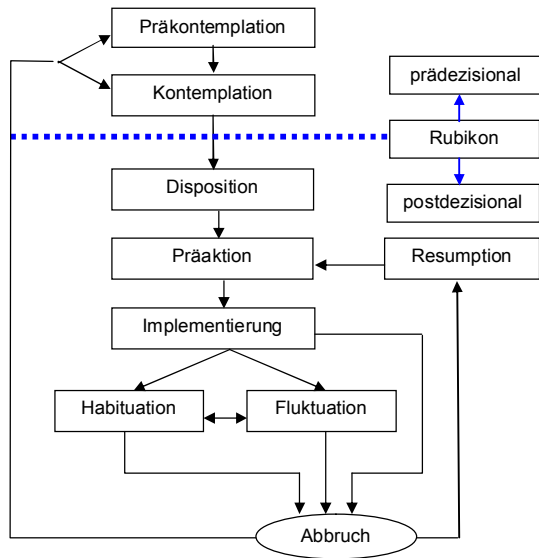 Präkontemplation
prädezisional
Kontemplation
Rubikon
Disposition
postdezisional
Präaktion
Resumption
Implementierung
Habituation
Fluktuation
Abbruch